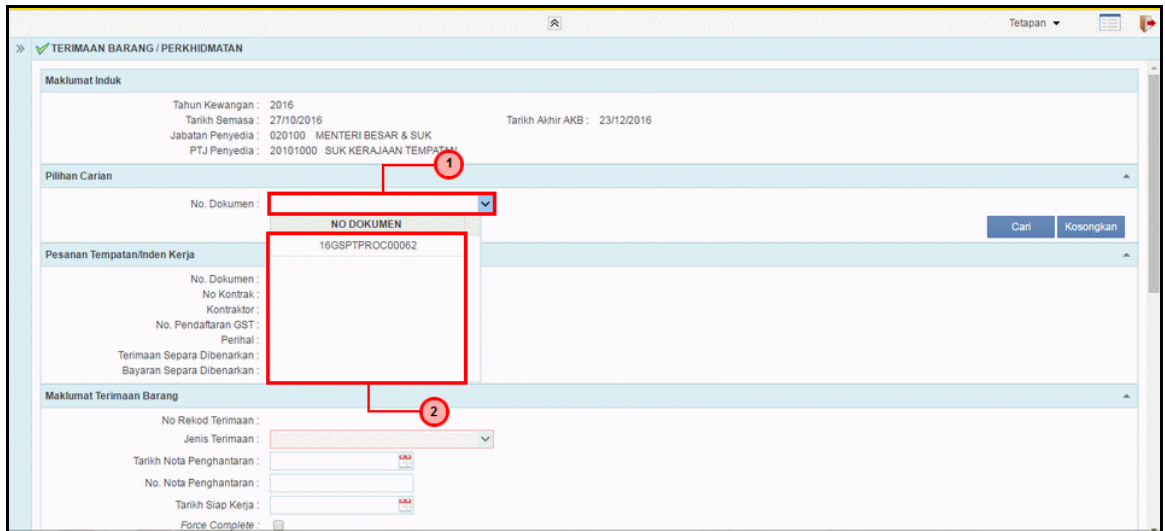 Tetapan
TERIMAAN BARANG / PERKHIDMATAN
Maklumat Induk
Tahun Kewangan : 2016
Tarikh Semasa : 27/10/2016 Tarikh Akhir AKB : 23/12/2016
Jabatan Penyedia : 020100 MENTERI BESAR & SUK
PTJ Penyedia : 20101000 SUK KERAJAAN TEMPATAN
1
Pilihan Carian
No. Dokumen :
NO DOKUMEN
Cari Kosongkan
16GSPTPROC00062
Pesanan Tempatan/Inden Kerja
No. Dokumen :
No Kontrak :
Kontraktor :
No. Pendaftaran GST :
Perihal :
Terimaan Separa Dibenarkan :
Bayaran Separa Dibenarkan :
Maklumat Terimaan Barang
2
No Rekod Terimaan :
Jenis Terimaan :
Tarikh Nota Penghantaran :
No. Nota Penghantaran :
Tarikh Siap Kerja :
Force Complete :